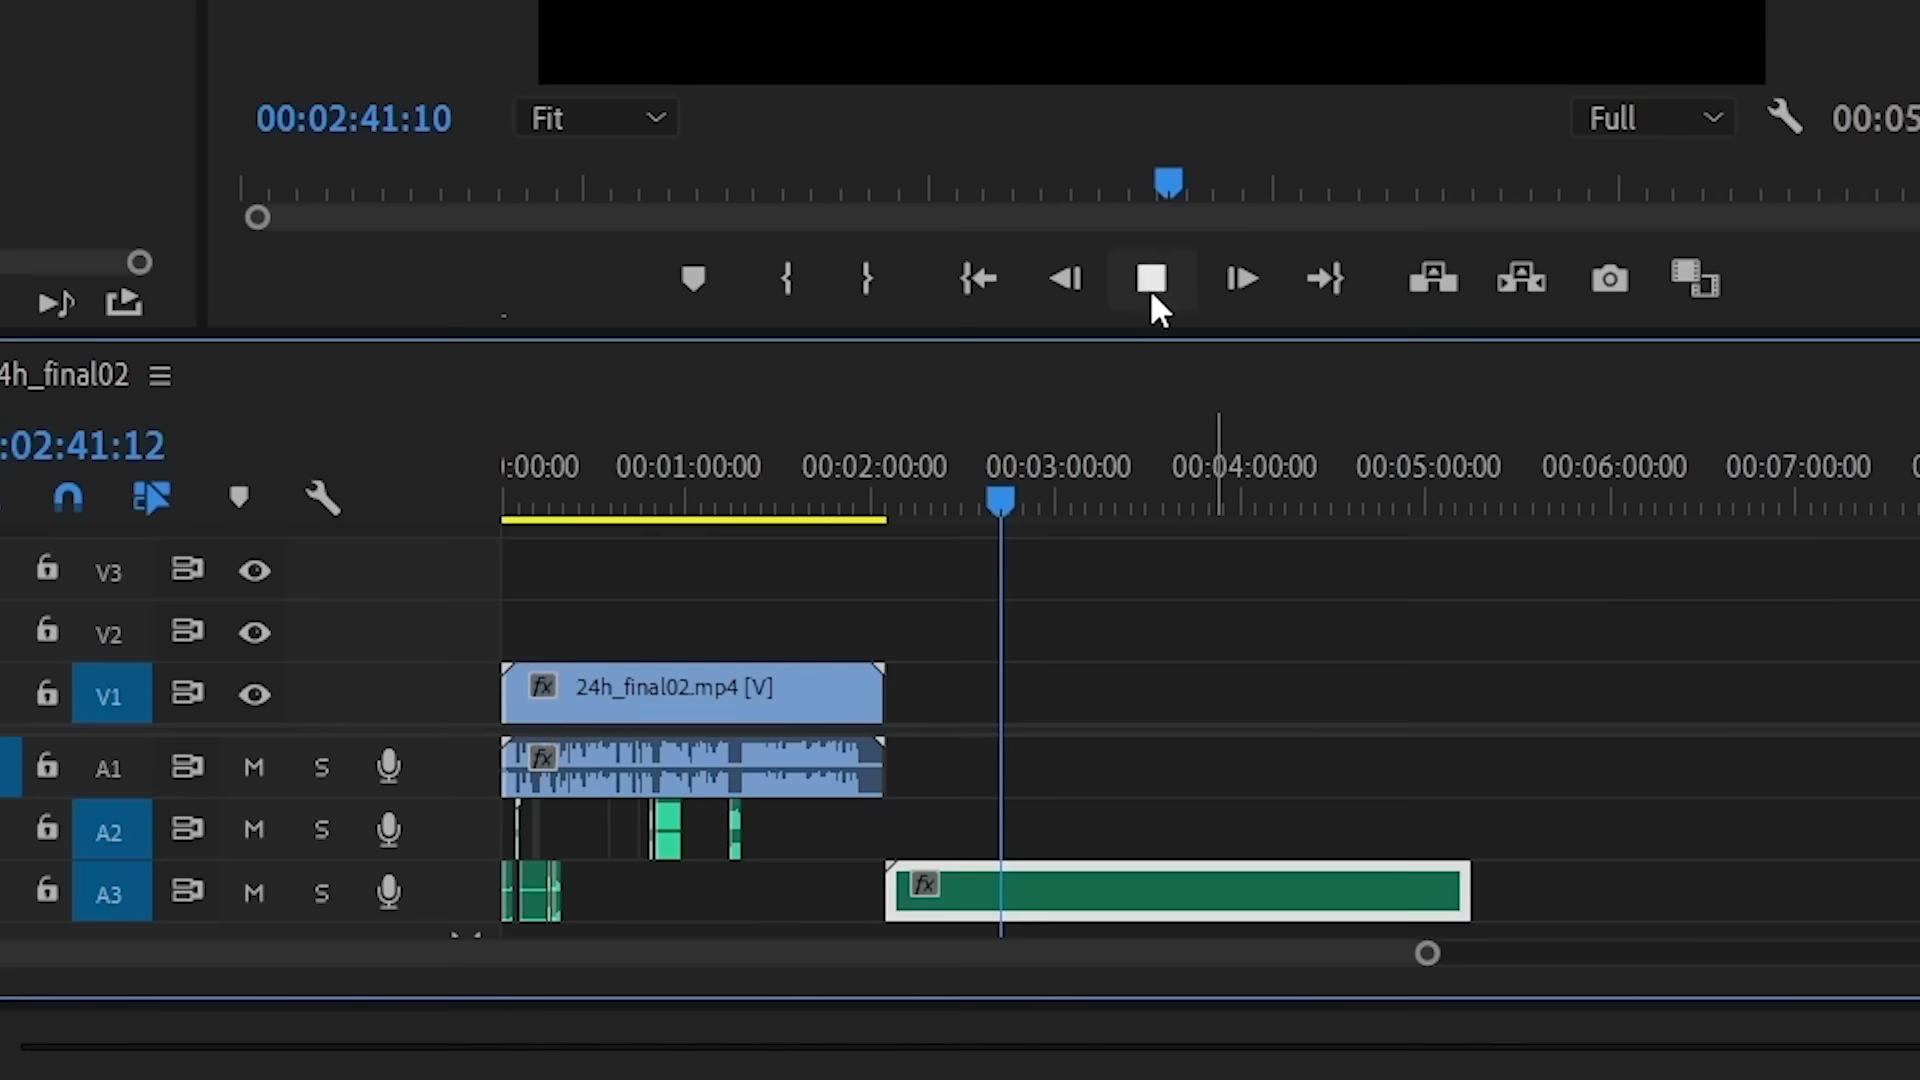 00:02:41:10 Fit Full 00:05
4h_final02
:02:41:12
:00:00 00:01:00:00 00:02:00:00 00:03:00:00 00:04:00:00 00:05:00:00 00:06:00:00 00:07:00:00
V3
V2
V1 fx 24h_final02.mp4 [V]
A1 M S fx
A2 M S
A3 M S fx